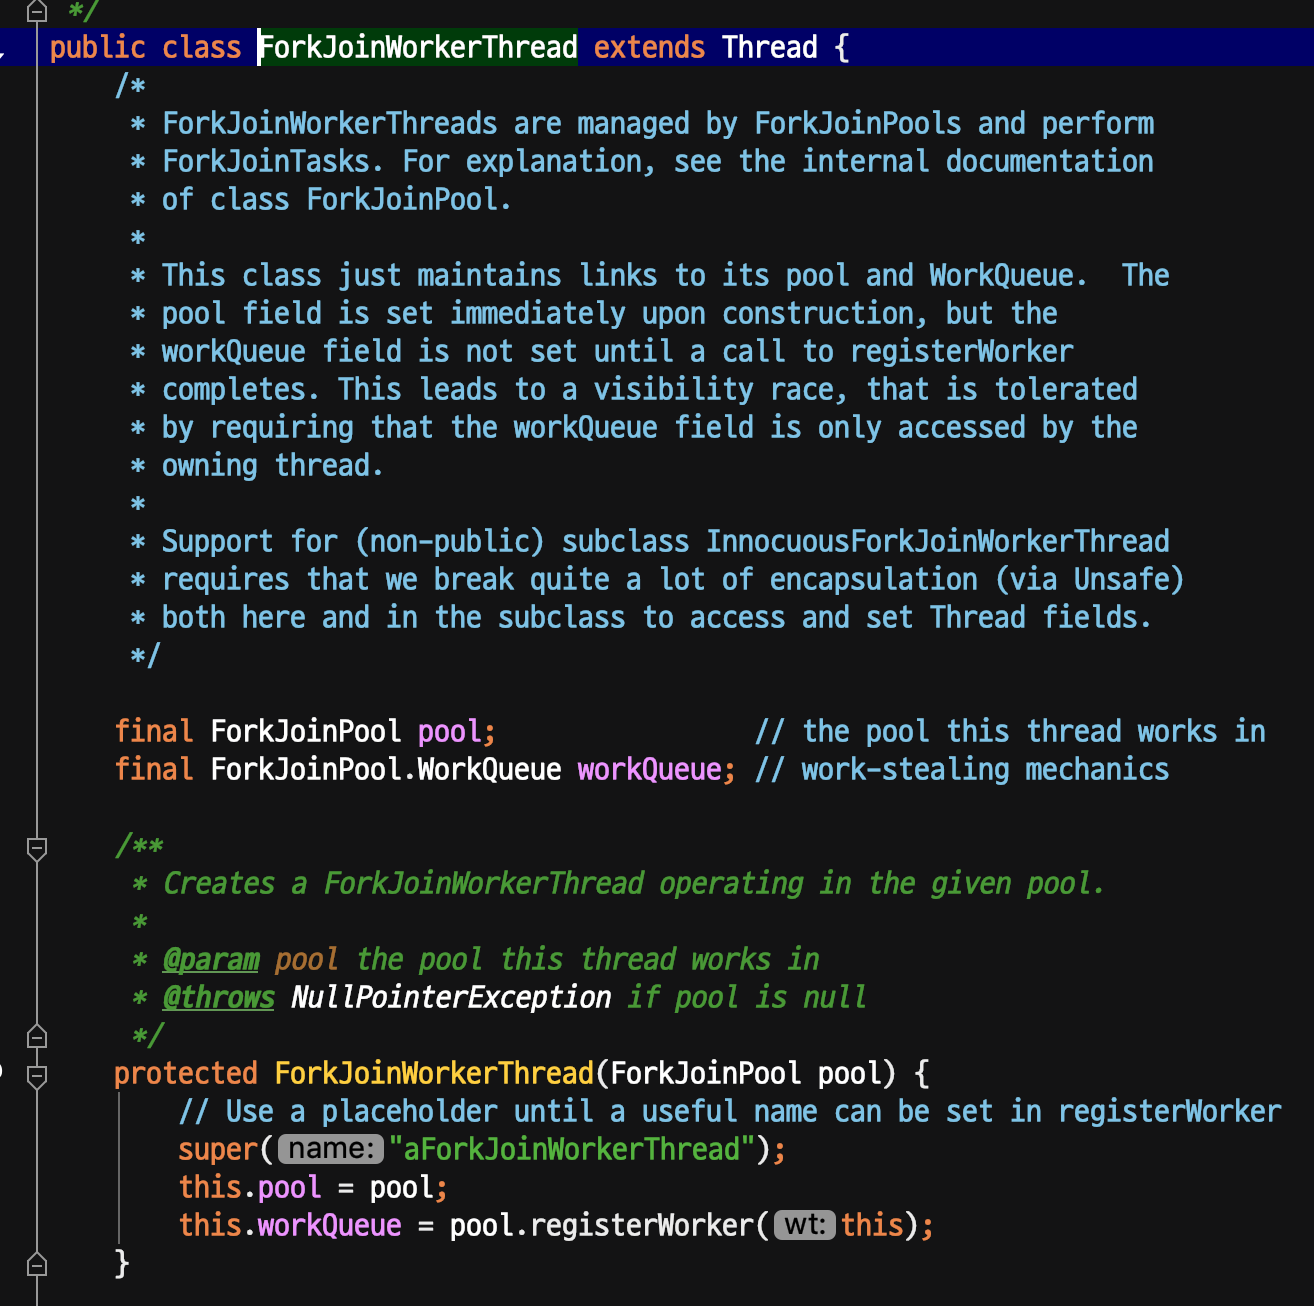 */
public class ForkJoinWorkerThread extends Thread {
/*
* ForkJoinWorkerThreads are managed by ForkJoinPools and perform
* ForkJoinTasks. For explanation, see the internal documentation
* of class ForkJoinPool.
*
* This class just maintains links to its pool and WorkQueue.  The
* pool field is set immediately upon construction, but the
* workQueue field is not set until a call to registerWorker
* completes. This leads to a visibility race, that is tolerated
* by requiring that the workQueue field is only accessed by the
* owning thread.
*
* Support for (non-public) subclass InnocuousForkJoinWorkerThread
* requires that we break quite a lot of encapsulation (via Unsafe)
* both here and in the subclass to access and set Thread fields.
*/
final ForkJoinPool pool;                // the pool this thread works in
final ForkJoinPool.WorkQueue workQueue; // work-stealing mechanics
/**
* Creates a ForkJoinWorkerThread operating in the given pool.
*
* @param pool the pool this thread works in
* @throws NullPointerException if pool is null
*/
protected ForkJoinWorkerThread(ForkJoinPool pool) {
// Use a placeholder until a useful name can be set in registerWorker
super( name: "aForkJoinWorkerThread");
this.pool = pool;
this.workQueue = pool.registerWorker( wt: this);
}